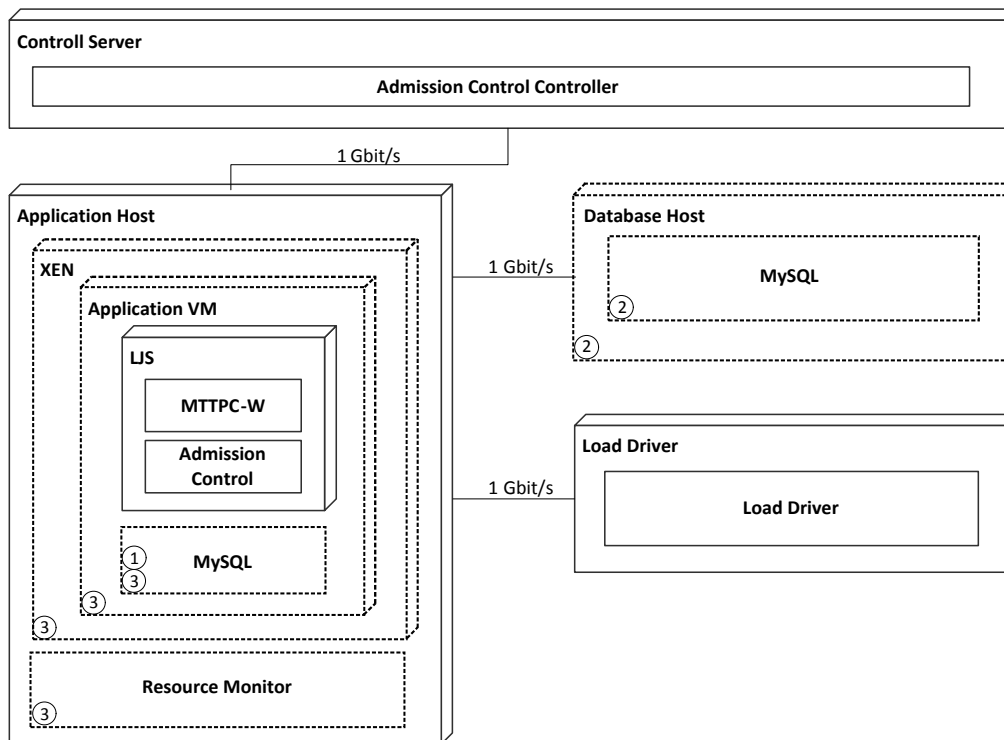 Controll Server
Admission Control Controller
1 Gbit/s
Application Host
XEN
Application VM
LJS
MTTPC-W
Admission
Control
1
3
MySQL
3
3
Resource Monitor
3
1 Gbit/s
Database Host
MySQL
2
2
1 Gbit/s
Load Driver
Load Driver